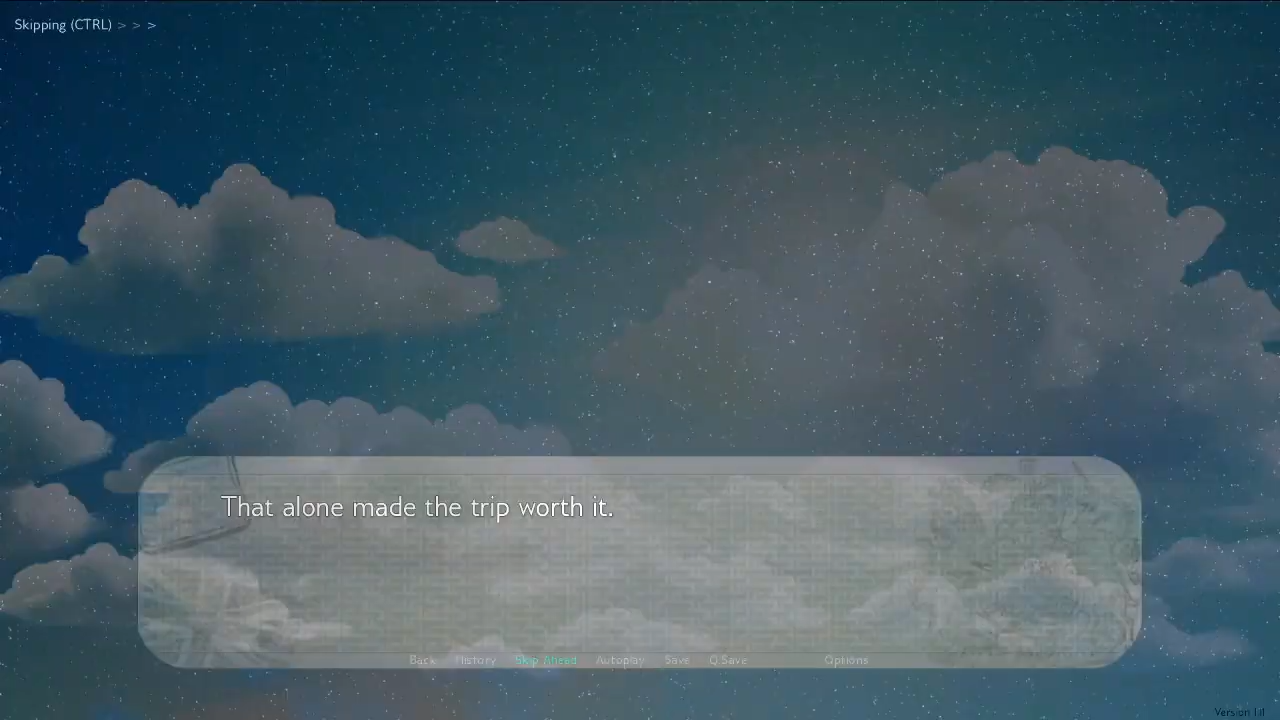 Skipping (CTRL) > > >
That alone made the trip worth it.
Back History Skip Ahead Autoplay Save Q.Save Options
Version 1.1